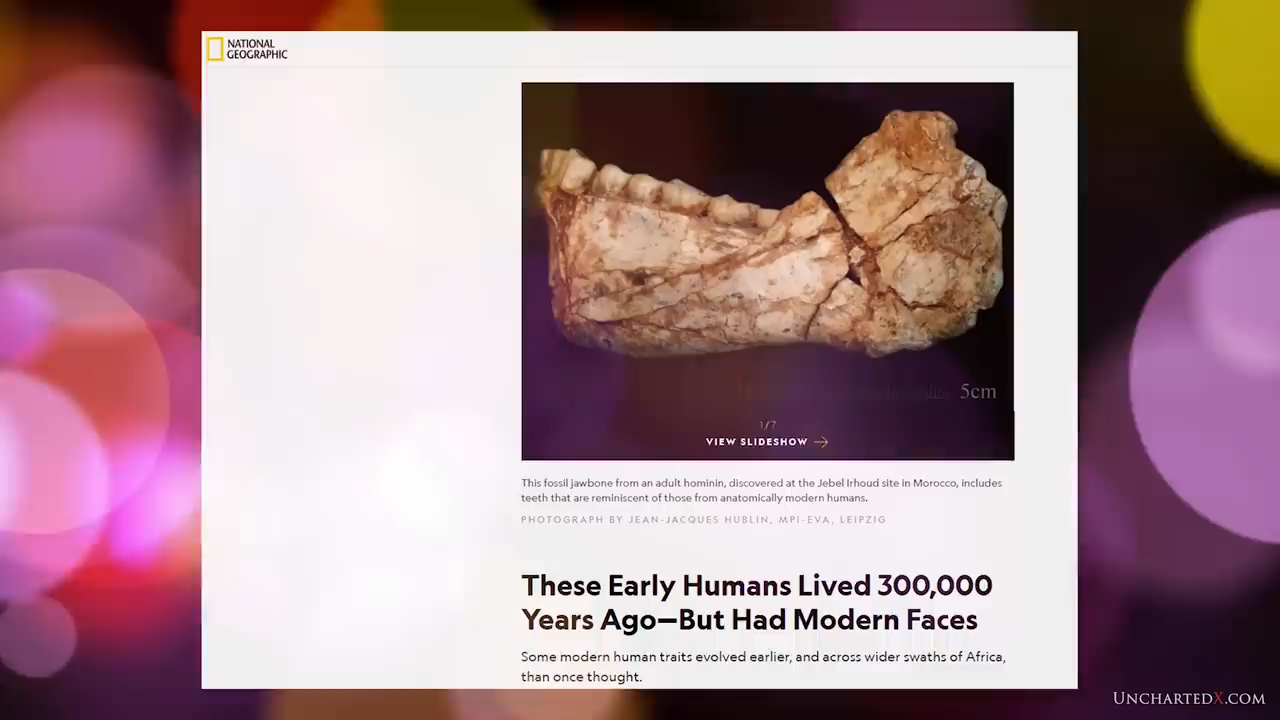 NATIONAL
GEOGRAPHIC
5cm
1/7
VIEW SLIDESHOW
This fossil jawbone from an adult hominin, discovered at the Jebel Irhoud site in Morocco, includes
teeth that are reminiscent of those from anatomically modern humans.
PHOTOGRAPH BY JEAN-JACQUES HUBLIN, MPI-EVA, LEIPZIG
These Early Humans Lived 300,000
Years Ago—But Had Modern Faces
Some modern human traits evolved earlier, and across wider swaths of Africa,
than once thought.
UNCHARTEDX.COM